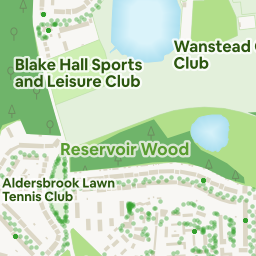 Wanstead
Club
Blake Hall Sports
and Leisure Club
Reservoir Wood
Aldersbrook Lawn
Tennis Club